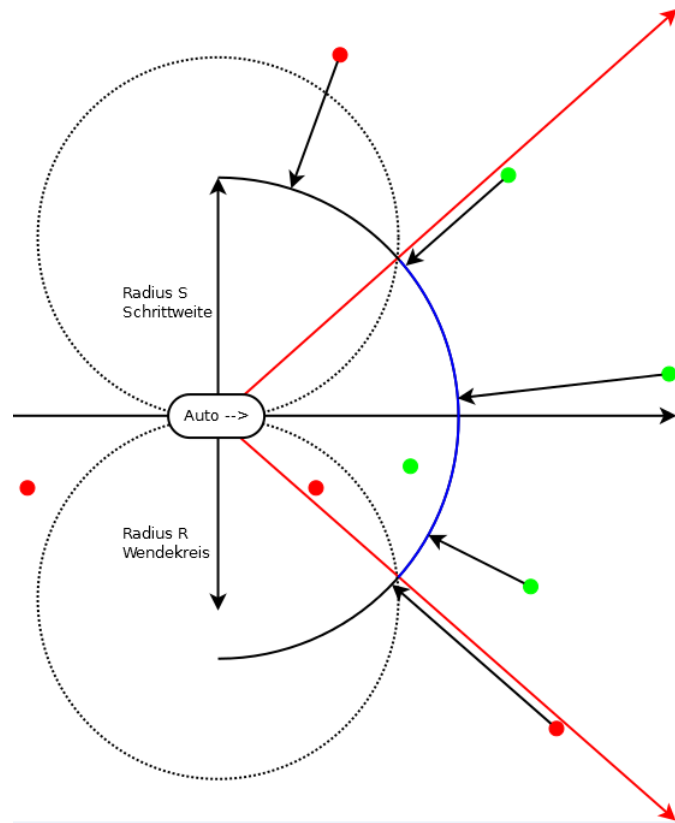 Radius S
Schrittweite
Auto -->
Radius R
Wendekreis